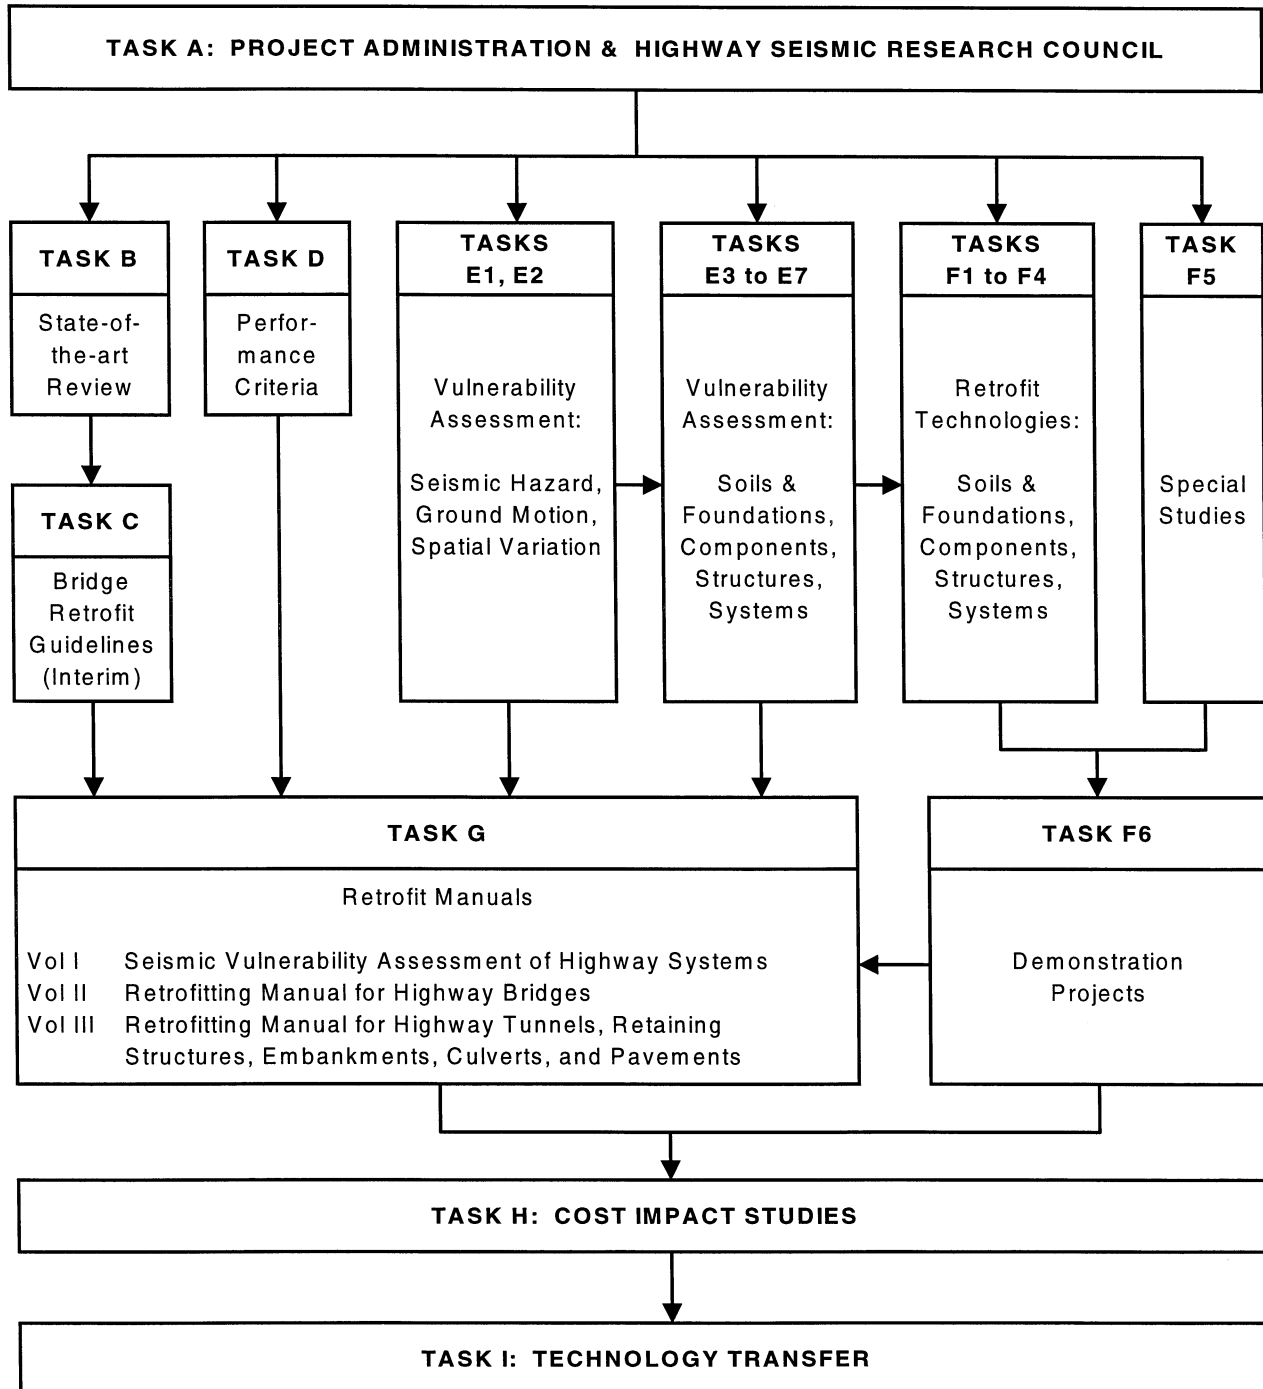 TASK A: PROJECT ADMINISTRATION & HIGHWAY SEISMIC RESEARCH COUNCIL
TASK B
State-of-
the-art
Review
TASK D
Perfor-
mance
Criteria
TASKS
E1, E2
Vulnerability
Assessment:
Seismic Hazard,
Ground Motion,
Spatial Variation
TASKS
E3 to E7
Vulnerability
Assessment:
Soils &
Foundations,
Components,
Structures,
Systems
TASKS
F1 to F4
Retrofit
Technologies:
Soils &
Foundations,
Components,
Structures,
Systems
TASK
F5
Special
Studies
TASK C
Bridge
Retrofit
Guidelines
(Interim)
TASK G
Retrofit Manuals
Vol I Seismic Vulnerability Assessment of Highway Systems
Vol II Retrofitting Manual for Highway Bridges
Vol III Retrofitting Manual for Highway Tunnels, Retaining
Structures, Embankments, Culverts, and Pavements
TASK F6
Demonstration
Projects
TASK H: COST IMPACT STUDIES
TASK I: TECHNOLOGY TRANSFER